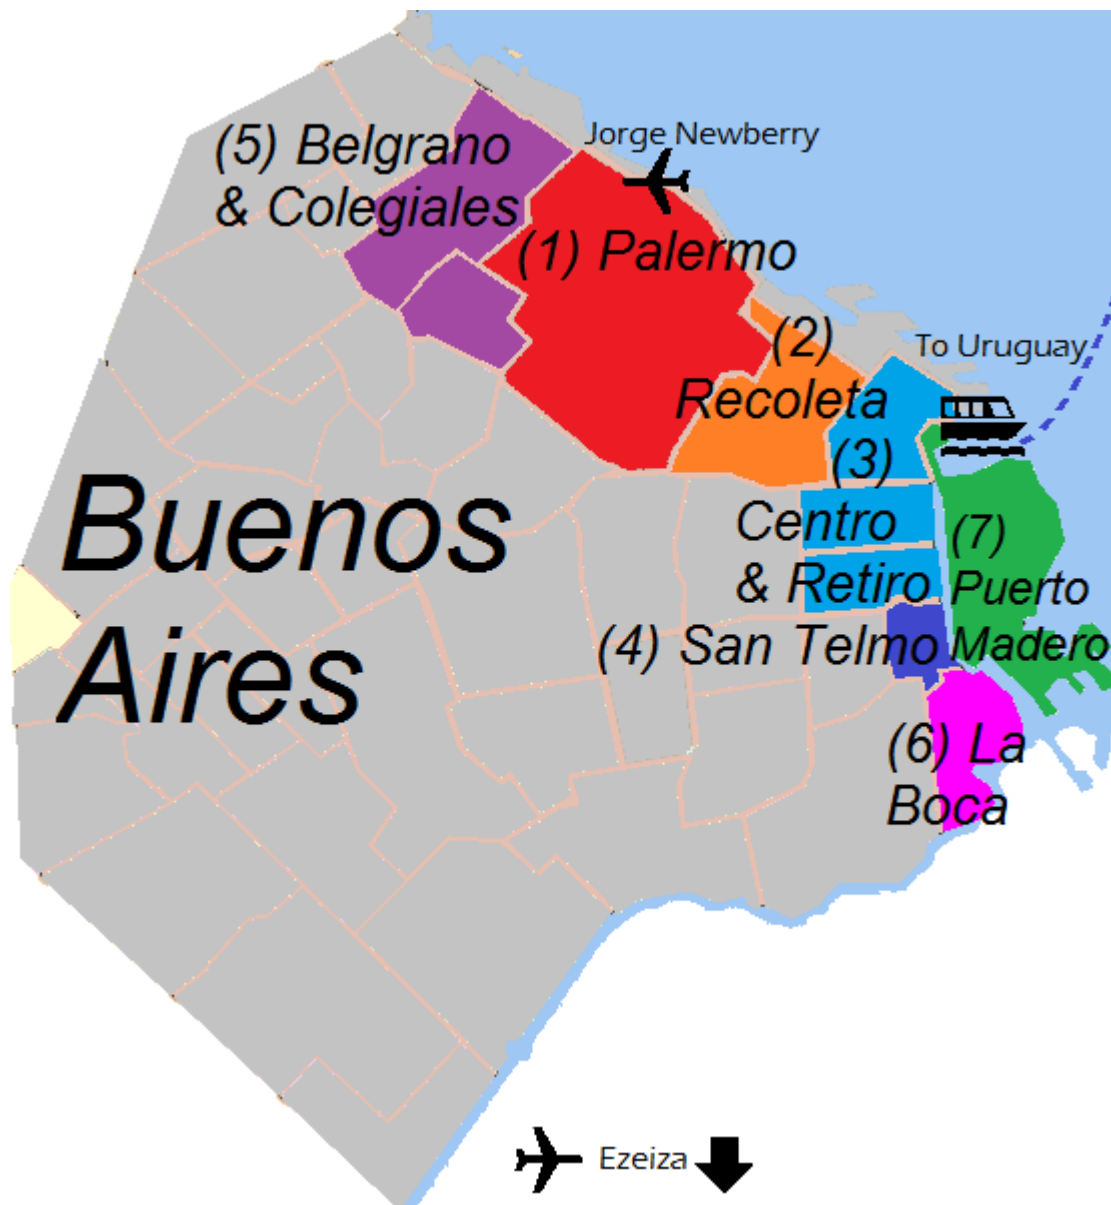 (5) Belgrano
& Colegiales
Jorge Newberry
(1) Palermo
(2)
Recoleta
To Uruguay
(3)
Centro
& Retiro
(7)
Puerto
Madero
(4) San Telmo
(6) La
Boca
Buenos
Aires
Ezeiza